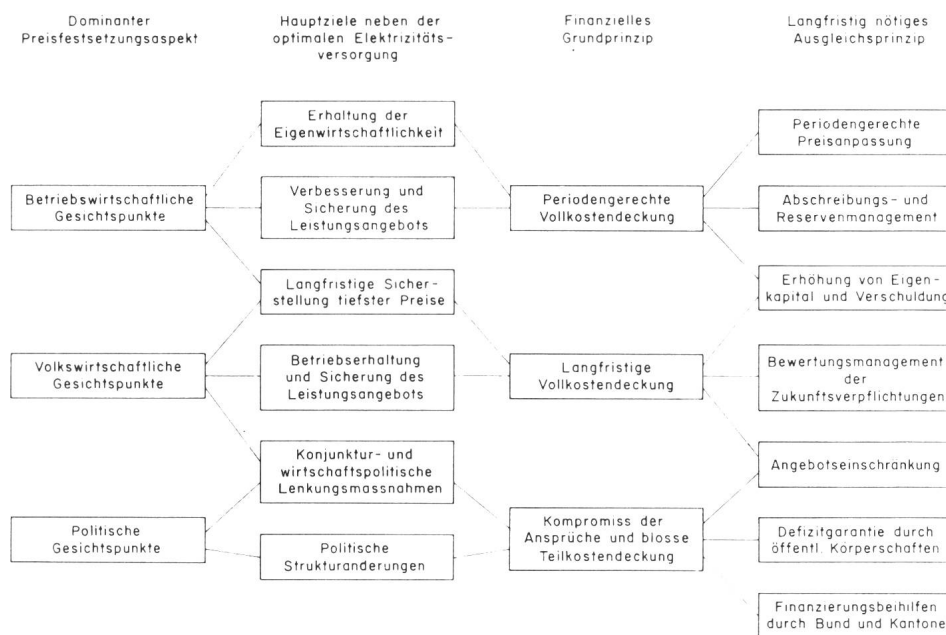 Dominanter
Preisfestsetzungsaspekt
Hauptziele neben der
optimalen Elektrizitäts-
versorgung
Finanzielles
Grundprinzip
Langfristig nötiges
Ausgleichsprinzip
Betriebswirtschaftliche
Gesichtspunkte
Volkswirtschaftliche
Gesichtspunkte
Politische
Gesichtspunkte
Erhaltung der
Eigenwirtschaftlichkeit
Verbesserung und
Sicherung des
Leistungsangebots
Langfristige Sicher-
stellung tiefster Preise
Betriebserhaltung
und Sicherung des
Leistungsangebots
Konjunktur- und
wirtschaftspolitische
Lenkungsmassnahmen
Politische
Strukturänderungen
Periodengerechte
Vollkostendeckung
Langfristige
Vollkostendeckung
Kompromiss der
Ansprüche und blosse
Teilkostendeckung
Periodengerechte
Preisanpassung
Abschreibungs- und
Reservenmanagement
Erhöhung von Eigen-
kapital und Verschuldung
Bewertungsmanagement
der
Zukunftsverpflichtungen
Angebotseinschränkung
Defizitgarantie durch
öffentl. Körperschaften
Finanzierungsbeihilfen
durch Bund und Kantone